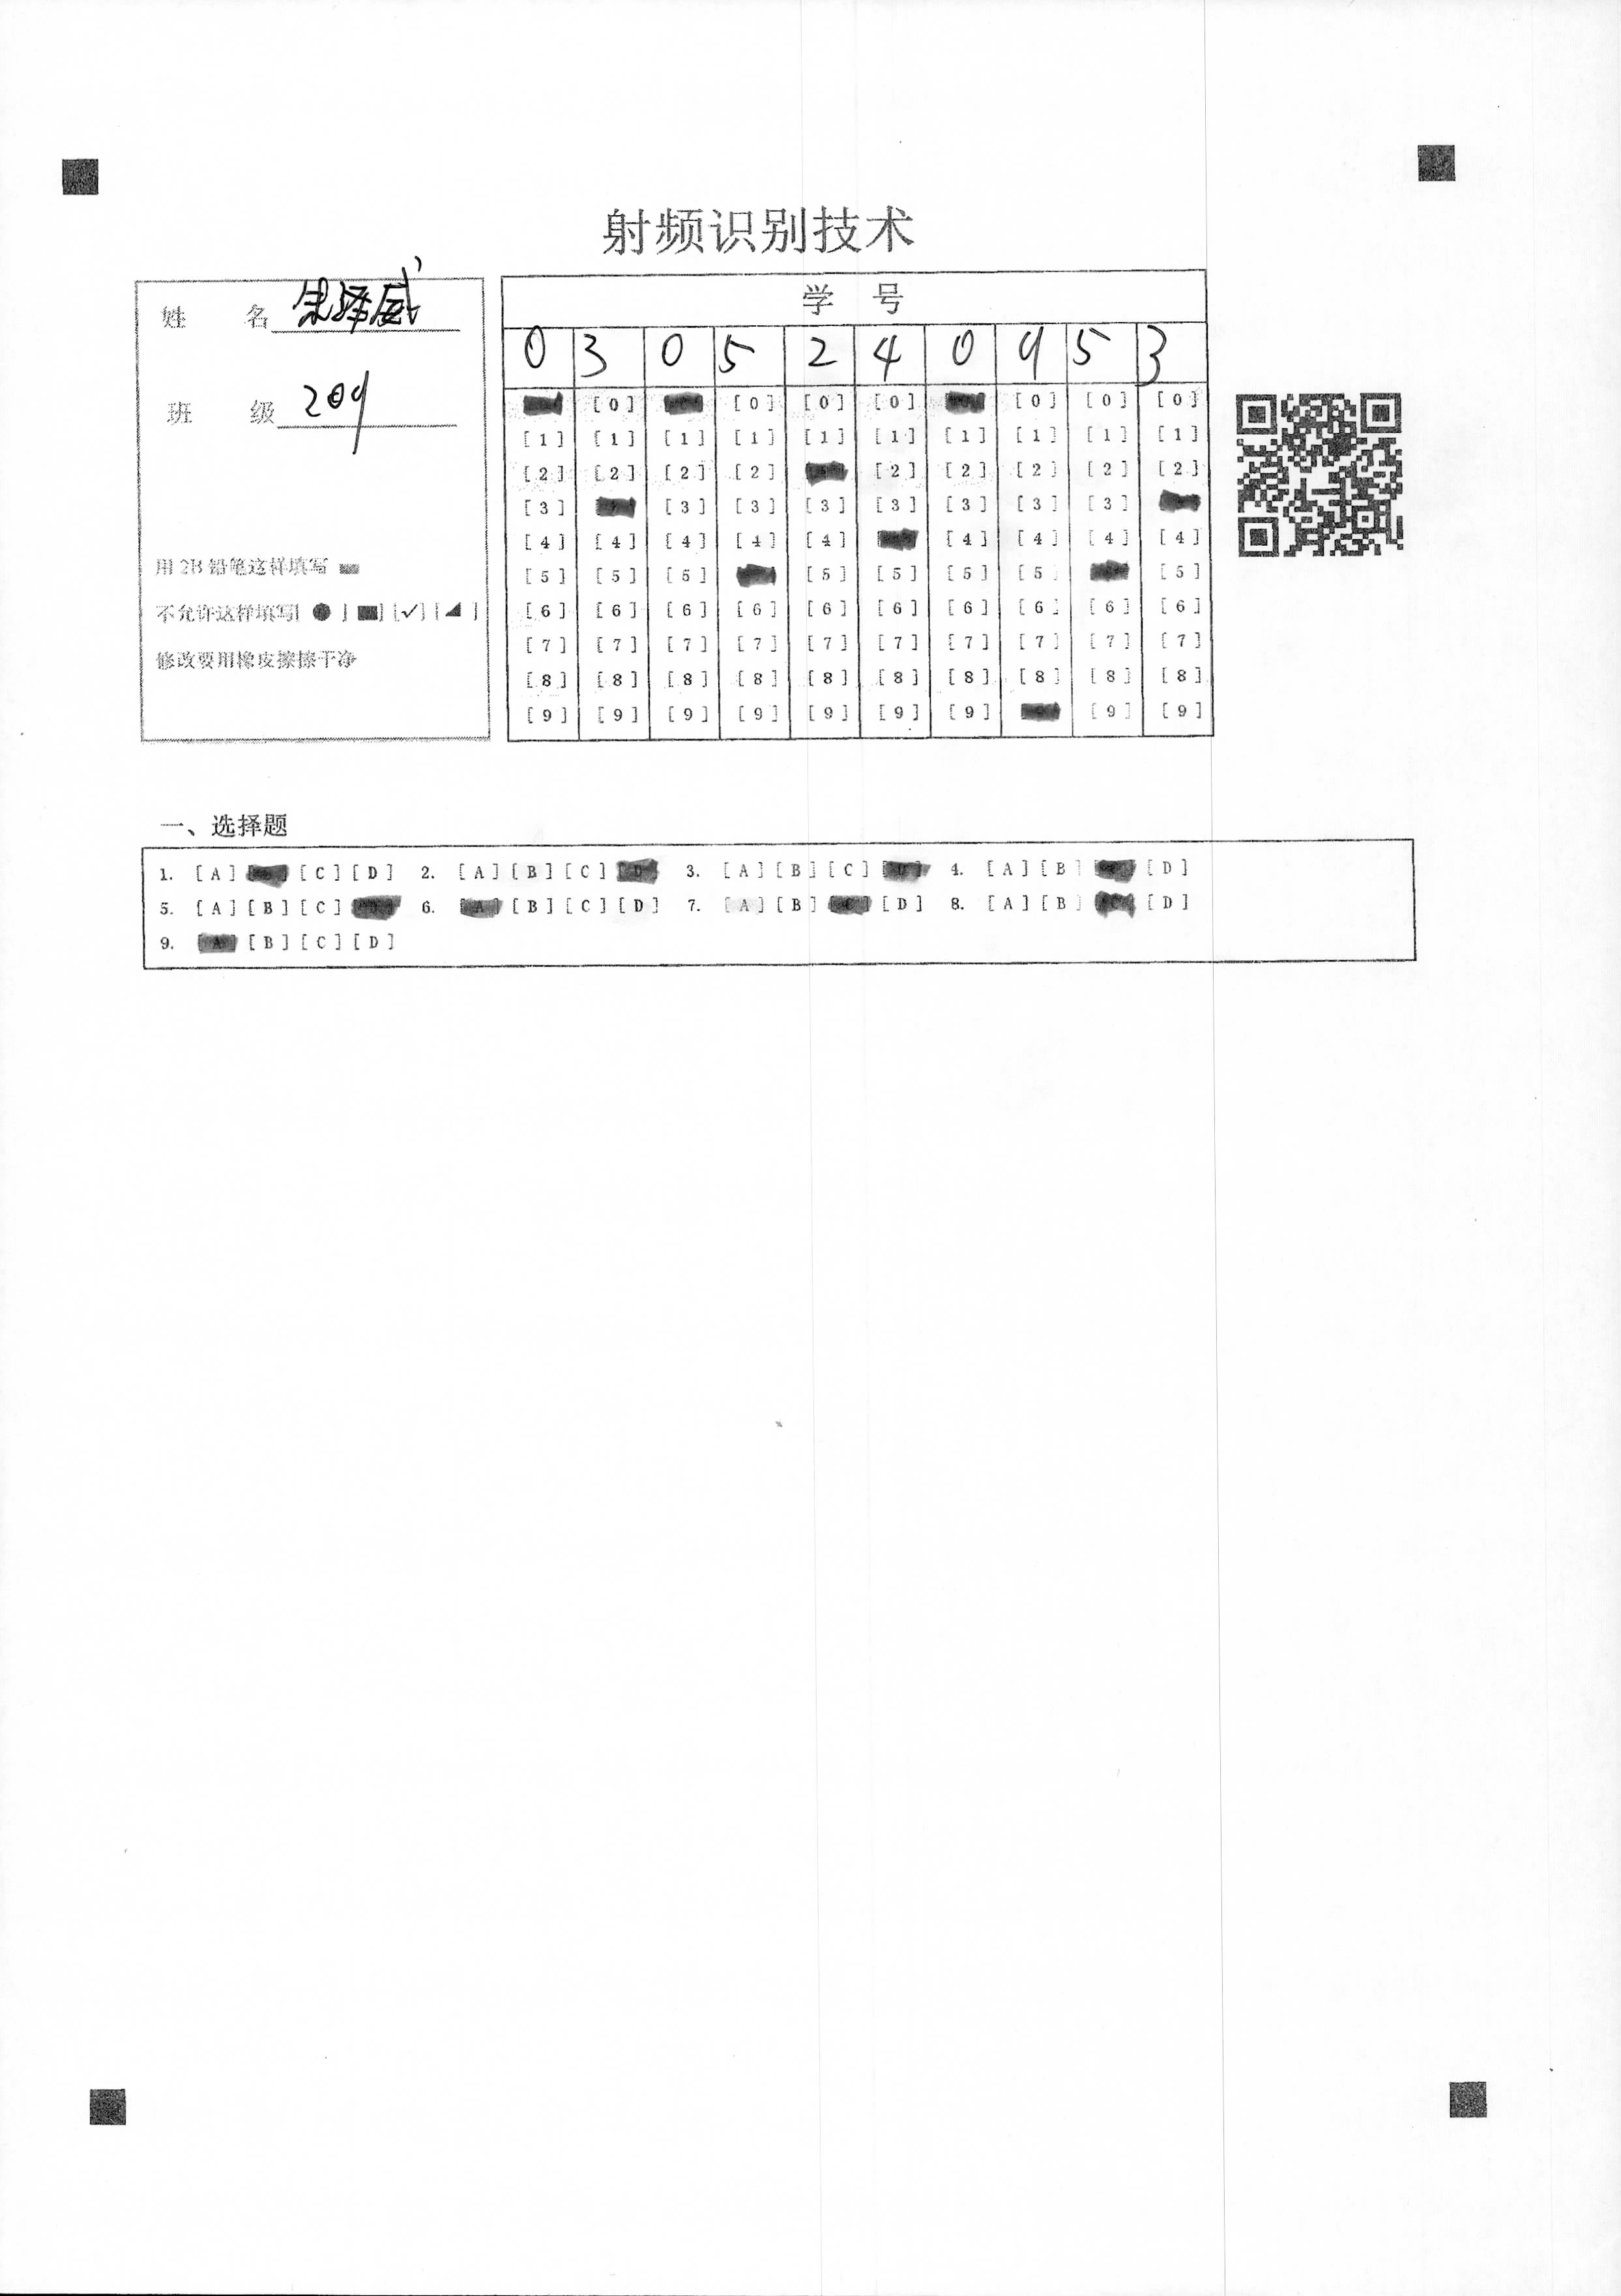 射频识别技术
姓 名
班 级 209
用 2B 铅笔这样填写
不允许这样填写[ ● ] [■] [✓] [◢ ]
修改要用橡皮擦擦干净
学 号
0 3 0 5 2 4 0 9 5 3
[0] [0] [0] [0] [0] [0] [0]
[1] [1] [1] [1] [1] [1] [1] [1] [1] [1]
[2] [2] [2] [2] [2] [2] [2] [2] [2]
[3] [3] [3] [3] [3] [3] [3] [3]
[4] [4] [4] [4] [4] [4] [4] [4] [4]
[5] [5] [5] [5] [5] [5] [5] [5]
[6] [6] [6] [6] [6] [6] [6] [6] [6] [6]
[7] [7] [7] [7] [7] [7] [7] [7] [7] [7]
[8] [8] [8] [8] [8] [8] [8] [8] [8] [8]
[9] [9] [9] [9] [9] [9] [9] [9] [9]
一、选择题
1. [A] [C] [D] 2. [A] [B] [C] [D] 3. [A] [B] [C] [D] 4. [A] [B] [D]
5. [A] [B] [C] 6. [A] [B] [C] [D] 7. [A] [B] [C] [D] 8. [A] [B] [C] [D]
9. [A] [B] [C] [D]